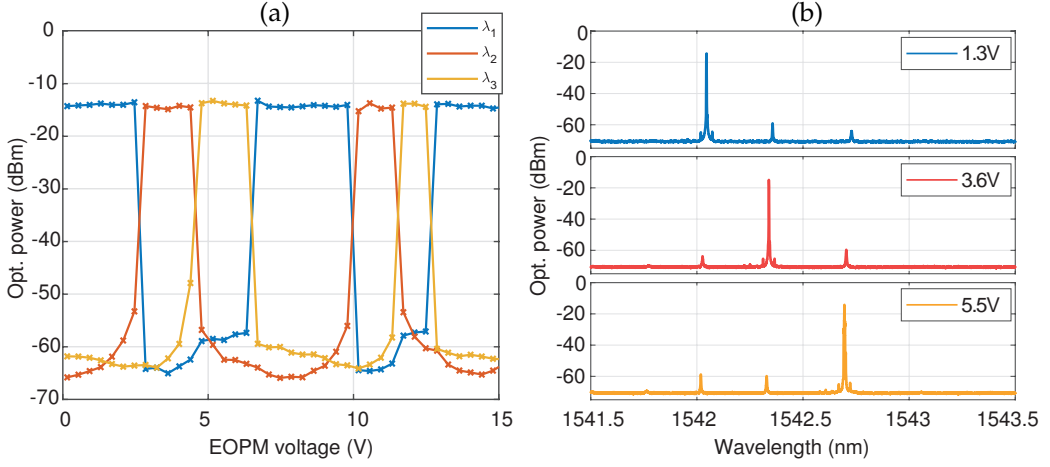 (a)
Opt. power (dBm)
0
-10
-20
-30
-40
-50
-60
-70
λ1
λ2
λ3
0
5
10
15
EOPM voltage (V)
(b)
Opt. power (dBm)
0
-20
-40
-60
1.3V
0
-20
-40
-60
3.6V
0
-20
-40
-60
5.5V
1541.5
1542
1542.5
1543
1543.5
Wavelength (nm)